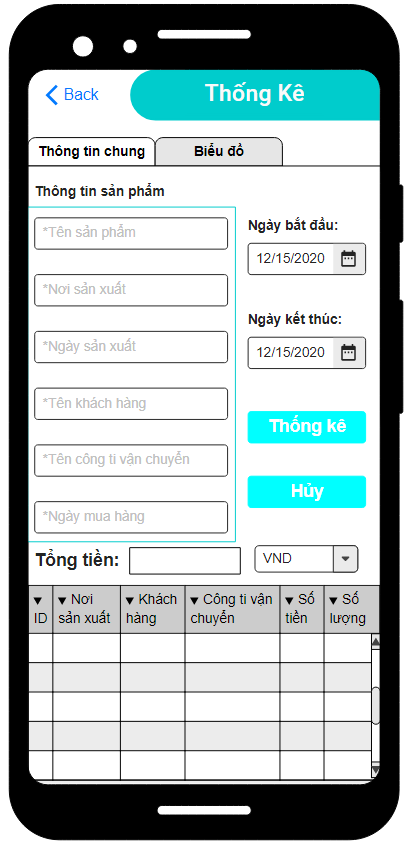 Back
Thống Kê
Thông tin chung
Biểu đồ
Thông tin sản phẩm
*Tên sản phẩm
*Nơi sản xuất
*Ngày sản xuất
*Tên khách hàng
*Tên công ti vận chuyển
*Ngày mua hàng
Ngày bắt đầu:
12/15/2020
Ngày kết thúc:
12/15/2020
Thống kê
Hủy
Tổng tiền:
VND
▼ ID
▼ Nơi sản xuất
▼ Khách hàng
▼ Công ti vận chuyển
▼ Số tiền
▼ Số lượng